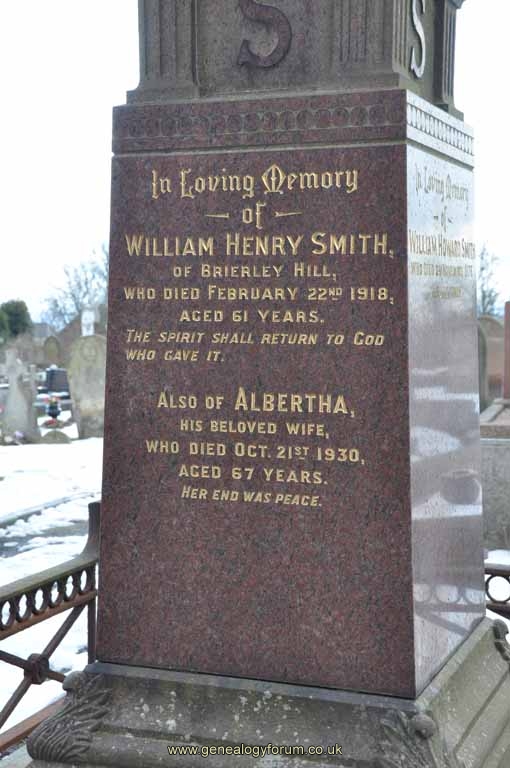 S
S
In Loving Memory
of
WILLIAM HENRY SMITH,
OF BRIERLEY HILL,
WHO DIED FEBRUARY 22ND 1918,
AGED 61 YEARS.
THE SPIRIT SHALL RETURN TO GOD
WHO GAVE IT.
ALSO OF ALBERTHA,
HIS BELOVED WIFE,
WHO DIED OCT. 21ST 1930,
AGED 67 YEARS.
HER END WAS PEACE.
In Loving Memory
of
WILLIAM HOWARD SMITH
WHO DIED
www.genealogyforum.co.uk